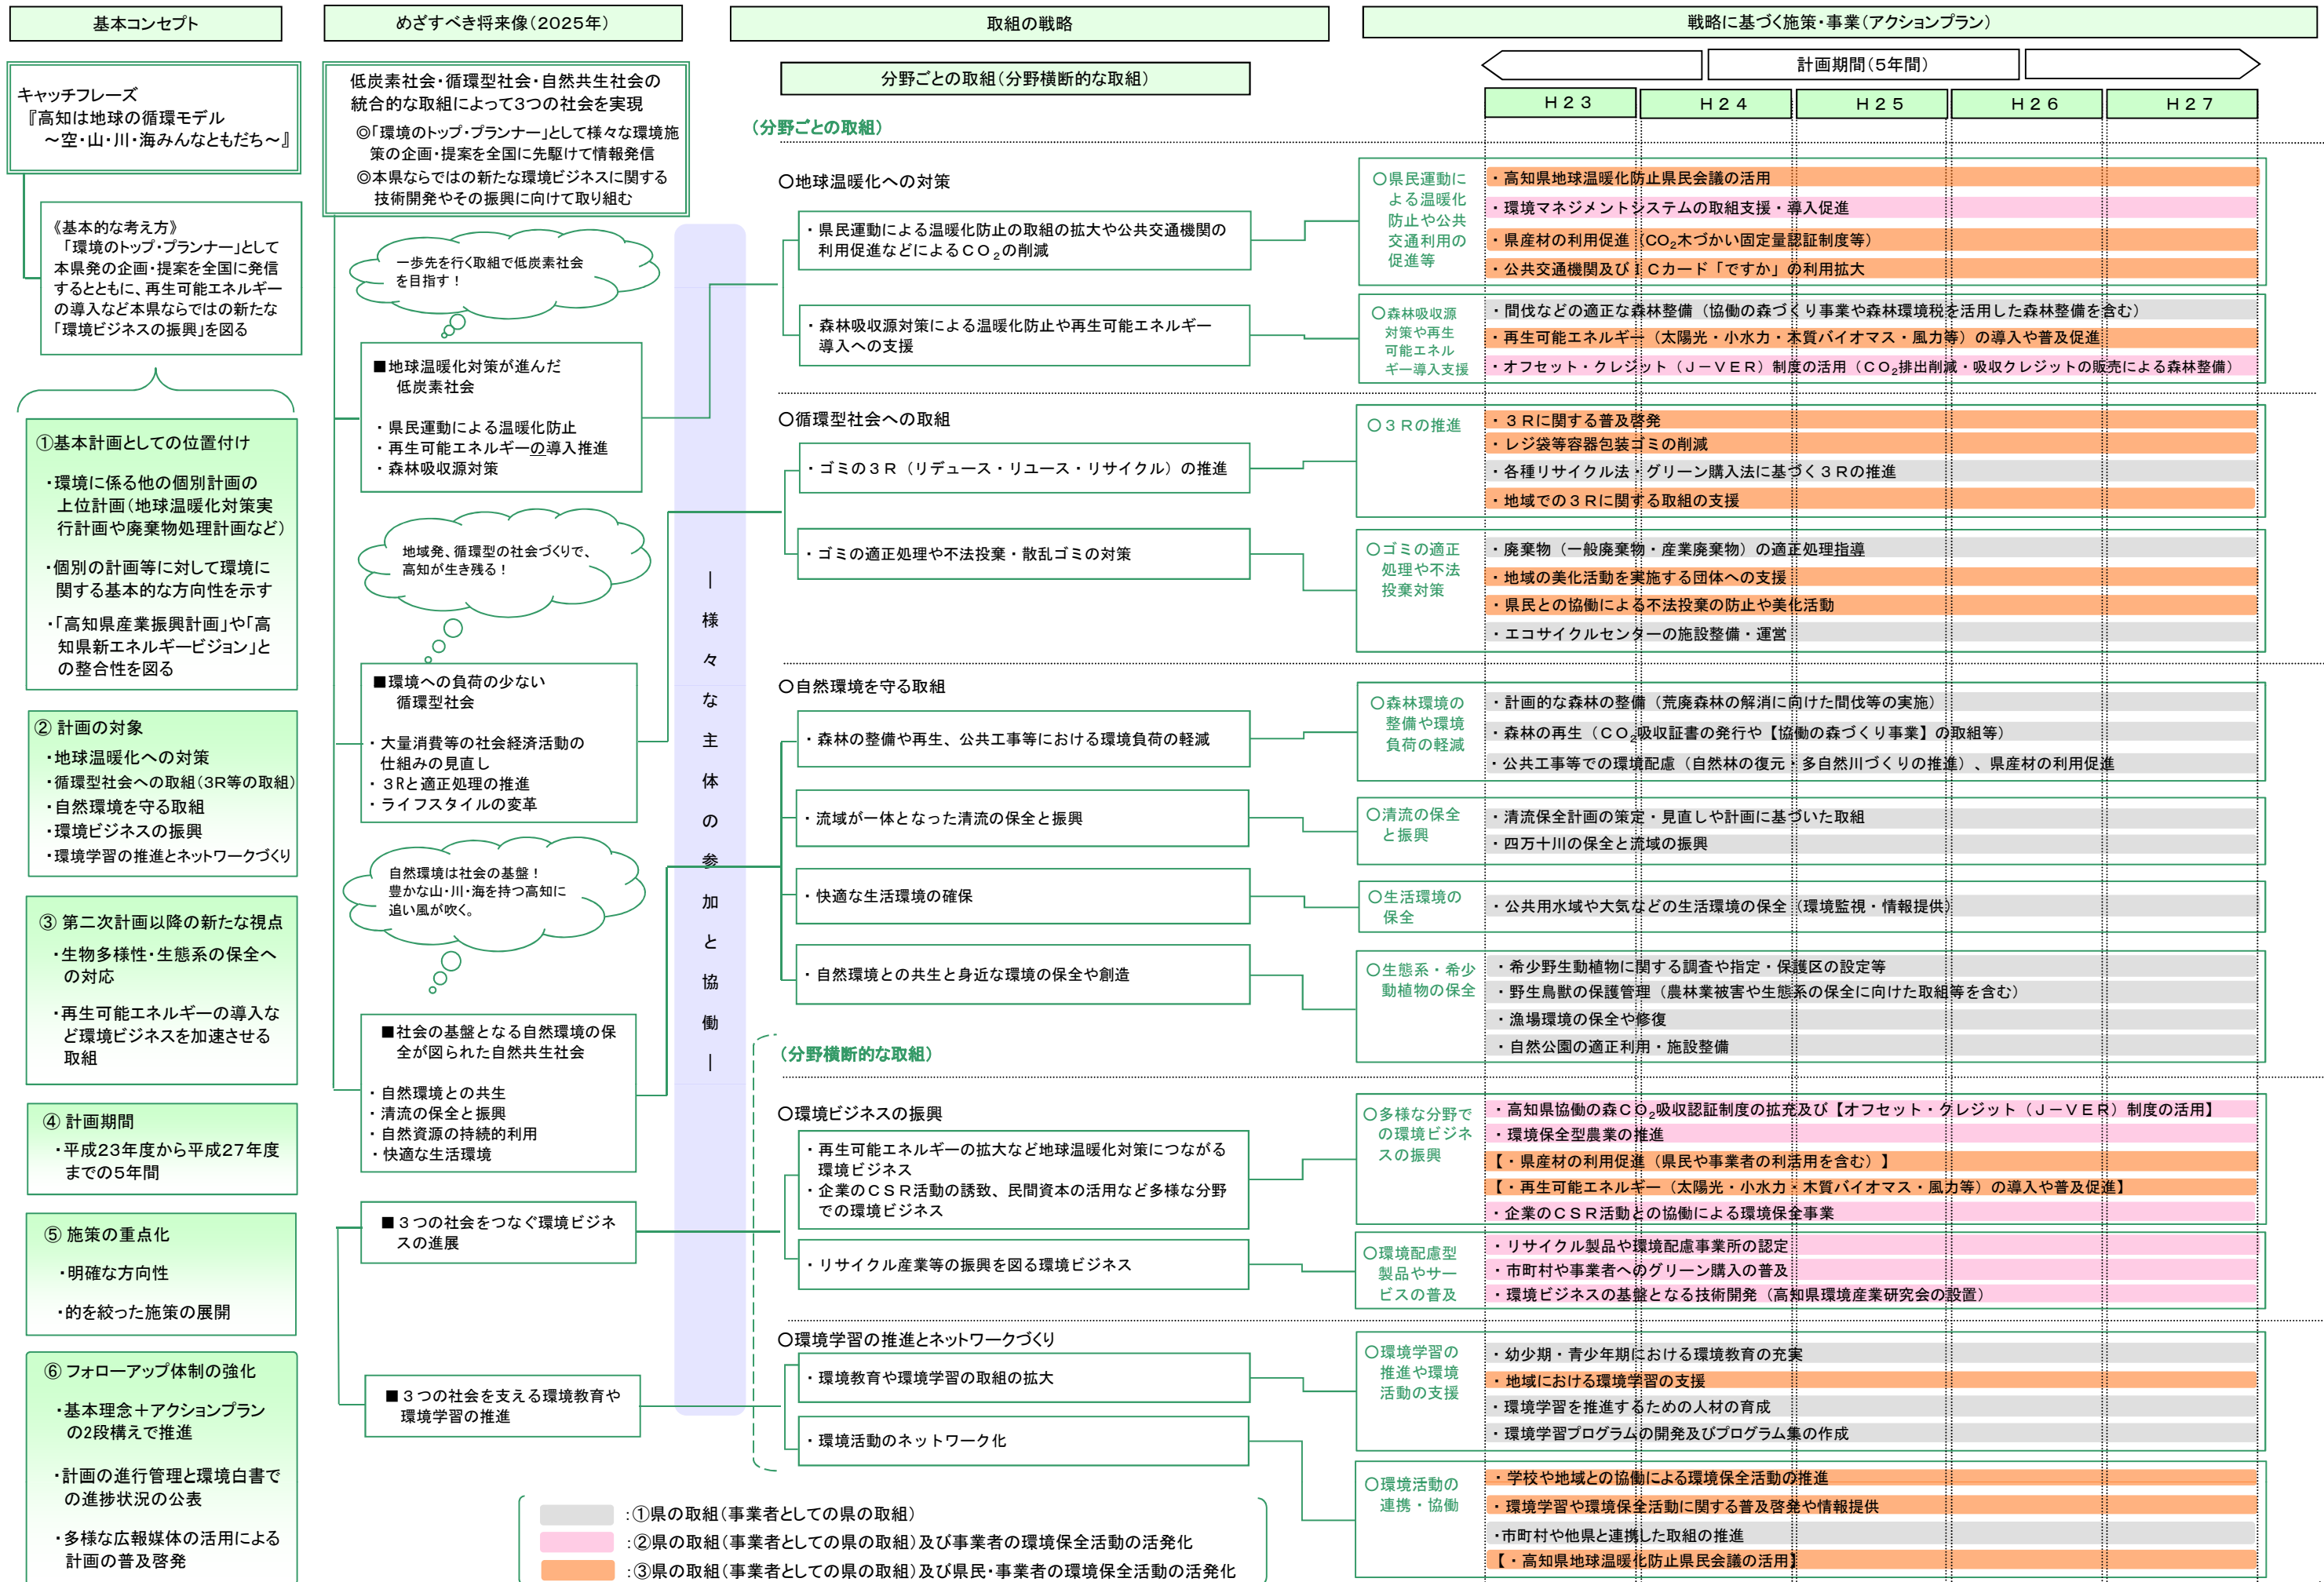 基本コンセプト
めざすべき将来像(2025年)
取組の戦略
戦略に基づく施策・事業(アクションプラン)
キャッチフレーズ
『高知は地球の循環モデル
～空・山・川・海みんなともだち～』
《基本的な考え方》
「環境のトップ・プランナー」として
本県発の企画・提案を全国に発信
するとともに、再生可能エネルギー
の導入など本県ならではの新たな
「環境ビジネスの振興」を図る
①基本計画としての位置付け
・環境に係る他の個別計画の
上位計画(地球温暖化対策実
行計画や廃棄物処理計画など)
・個別の計画等に対して環境に
関する基本的な方向性を示す
・「高知県産業振興計画」や「高
知県新エネルギービジョン」と
の整合性を図る
② 計画の対象
・地球温暖化への対策
・循環型社会への取組(3R等の取組)
・自然環境を守る取組
・環境ビジネスの振興
・環境学習の推進とネットワークづくり
③ 第二次計画以降の新たな視点
・生物多様性・生態系の保全へ
の対応
・再生可能エネルギーの導入な
ど環境ビジネスを加速させる
取組
④ 計画期間
・平成23年度から平成27年度
までの5年間
⑤ 施策の重点化
・明確な方向性
・的を絞った施策の展開
⑥ フォローアップ体制の強化
・基本理念＋アクションプラン
の2段構えで推進
・計画の進行管理と環境白書で
の進捗状況の公表
・多様な広報媒体の活用による
計画の普及啓発
低炭素社会・循環型社会・自然共生社会の
統合的な取組によって3つの社会を実現
◎「環境のトップ・プランナー」として様々な環境施
策の企画・提案を全国に先駆けて情報発信
◎本県ならではの新たな環境ビジネスに関する
技術開発やその振興に向けて取り組む
一歩先を行く取組で低炭素社会
を目指す！
■地球温暖化対策が進んだ
低炭素社会
・県民運動による温暖化防止
・再生可能エネルギーの導入推進
・森林吸収源対策
地域発、循環型の社会づくりで、
高知が生き残る！
■環境への負荷の少ない
循環型社会
・大量消費等の社会経済活動の
仕組みの見直し
・３Rと適正処理の推進
・ライフスタイルの変革
自然環境は社会の基盤！
豊かな山・川・海を持つ高知に
追い風が吹く。
■社会の基盤となる自然環境の保
全が図られた自然共生社会
・自然環境との共生
・清流の保全と振興
・自然資源の持続的利用
・快適な生活環境
■３つの社会をつなぐ環境ビジネ
スの進展
■３つの社会を支える環境教育や
環境学習の推進
｜様々な主体の参加と協働｜
分野ごとの取組(分野横断的な取組)
(分野ごとの取組)
○地球温暖化への対策
・県民運動による温暖化防止の取組の拡大や公共交通機関の
利用促進などによるＣＯ₂の削減
・森林吸収源対策による温暖化防止や再生可能エネルギー
導入への支援
○循環型社会への取組
・ゴミの３Ｒ（リデュース・リユース・リサイクル）の推進
・ゴミの適正処理や不法投棄・散乱ゴミの対策
○自然環境を守る取組
・森林の整備や再生、公共工事等における環境負荷の軽減
・流域が一体となった清流の保全と振興
・快適な生活環境の確保
・自然環境との共生と身近な環境の保全や創造
(分野横断的な取組)
○環境ビジネスの振興
・再生可能エネルギーの拡大など地球温暖化対策につながる
環境ビジネス
・企業のＣＳＲ活動の誘致、民間資本の活用など多様な分野
での環境ビジネス
・リサイクル産業等の振興を図る環境ビジネス
○環境学習の推進とネットワークづくり
・環境教育や環境学習の取組の拡大
・環境活動のネットワーク化
計画期間(5年間)
Ｈ２３
Ｈ２４
Ｈ２５
Ｈ２６
Ｈ２７
○県民運動に
よる温暖化
防止や公共
交通利用の
促進等
・高知県地球温暖化防止県民会議の活用
・環境マネジメントシステムの取組支援・導入促進
・県産材の利用促進（CO₂木づかい固定量認証制度等）
・公共交通機関及びＩＣカード「ですか」の利用拡大
○森林吸収源
対策や再生
可能エネル
ギー導入支援
・間伐などの適正な森林整備（協働の森づくり事業や森林環境税を活用した森林整備を含む）
・再生可能エネルギー（太陽光・小水力・木質バイオマス・風力等）の導入や普及促進
・オフセット・クレジット（Ｊ－ＶＥＲ）制度の活用（ＣＯ₂排出削減・吸収クレジットの販売による森林整備）
○３Ｒの推進
・３Ｒに関する普及啓発
・レジ袋等容器包装ゴミの削減
・各種リサイクル法・グリーン購入法に基づく３Ｒの推進
・地域での３Ｒに関する取組の支援
○ゴミの適正
処理や不法
投棄対策
・廃棄物（一般廃棄物・産業廃棄物）の適正処理指導
・地域の美化活動を実施する団体への支援
・県民との協働による不法投棄の防止や美化活動
・エコサイクルセンターの施設整備・運営
○森林環境の
整備や環境
負荷の軽減
・計画的な森林の整備（荒廃森林の解消に向けた間伐等の実施）
・森林の再生（ＣＯ₂吸収証書の発行や【協働の森づくり事業】の取組等）
・公共工事等での環境配慮（自然林の復元・多自然川づくりの推進）、県産材の利用促進
○清流の保全
と振興
・清流保全計画の策定・見直しや計画に基づいた取組
・四万十川の保全と流域の振興
○生活環境の
保全
・公共用水域や大気などの生活環境の保全（環境監視・情報提供）
○生態系・希少
動植物の保全
・希少野生動植物に関する調査や指定・保護区の設定等
・野生鳥獣の保護管理（農林業被害や生態系の保全に向けた取組等を含む）
・漁場環境の保全や修復
・自然公園の適正利用・施設整備
○多様な分野で
の環境ビジネ
スの振興
・高知県協働の森ＣＯ₂吸収認証制度の拡充及び【オフセット・クレジット（Ｊ－ＶＥＲ）制度の活用】
・環境保全型農業の推進
【・県産材の利用促進（県民や事業者の利活用を含む）】
【・再生可能エネルギー（太陽光・小水力・木質バイオマス・風力等）の導入や普及促進】
・企業のＣＳＲ活動との協働による環境保全事業
○環境配慮型
製品やサー
ビスの普及
・リサイクル製品や環境配慮事業所の認定
・市町村や事業者へのグリーン購入の普及
・環境ビジネスの基盤となる技術開発（高知県環境産業研究会の設置）
○環境学習の
推進や環境
活動の支援
・幼少期・青少年期における環境教育の充実
・地域における環境学習の支援
・環境学習を推進するための人材の育成
・環境学習プログラムの開発及びプログラム集の作成
○環境活動の
連携・協働
・学校や地域との協働による環境保全活動の推進
・環境学習や環境保全活動に関する普及啓発や情報提供
・市町村や他県と連携した取組の推進
【・高知県地球温暖化防止県民会議の活用】
:①県の取組(事業者としての県の取組)
:②県の取組(事業者としての県の取組)及び事業者の環境保全活動の活発化
:③県の取組(事業者としての県の取組)及び県民・事業者の環境保全活動の活発化